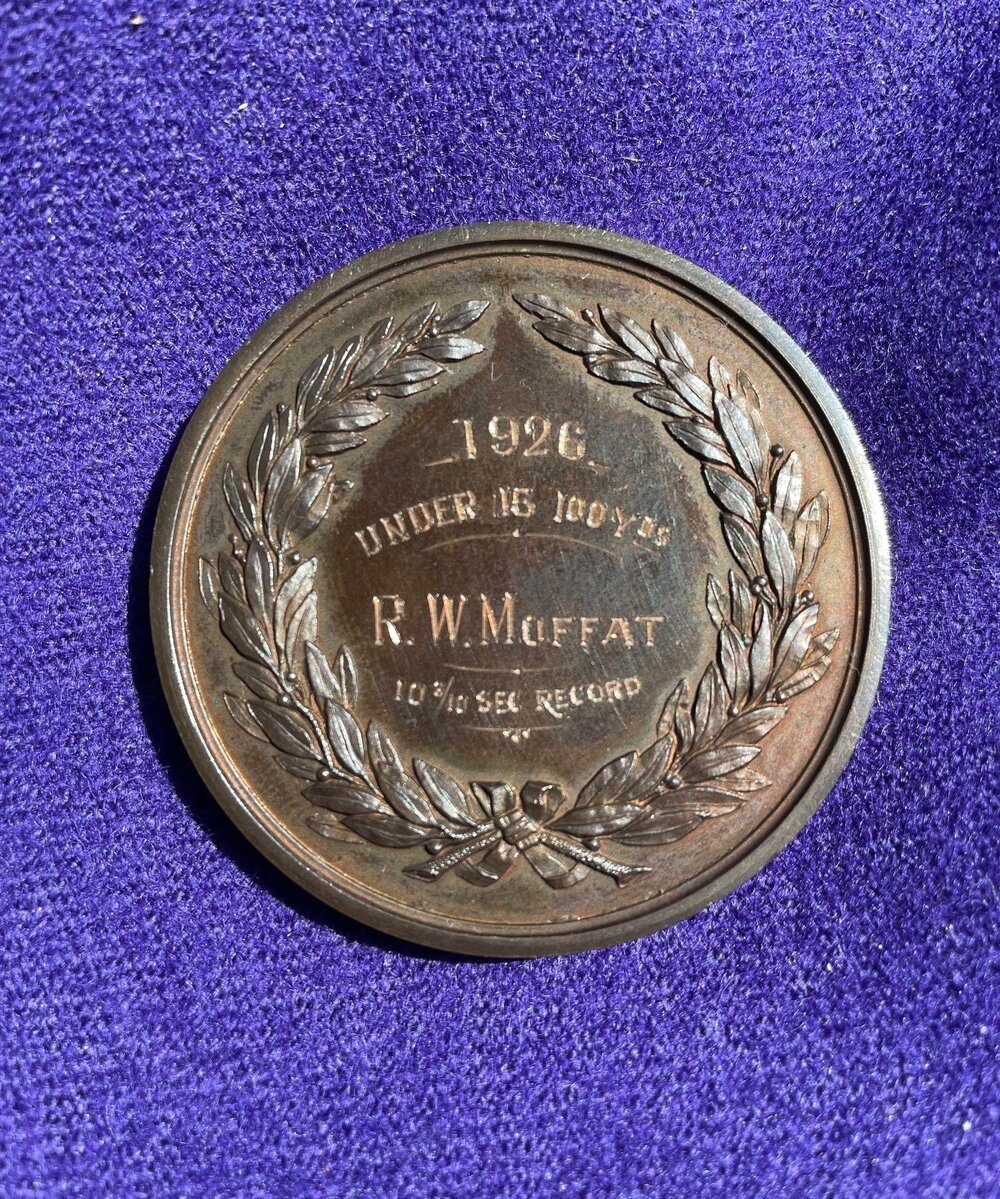 1926
UNDER 15 100 YDS
R. W. MOFFAT
10 3/10 SEC RECORD